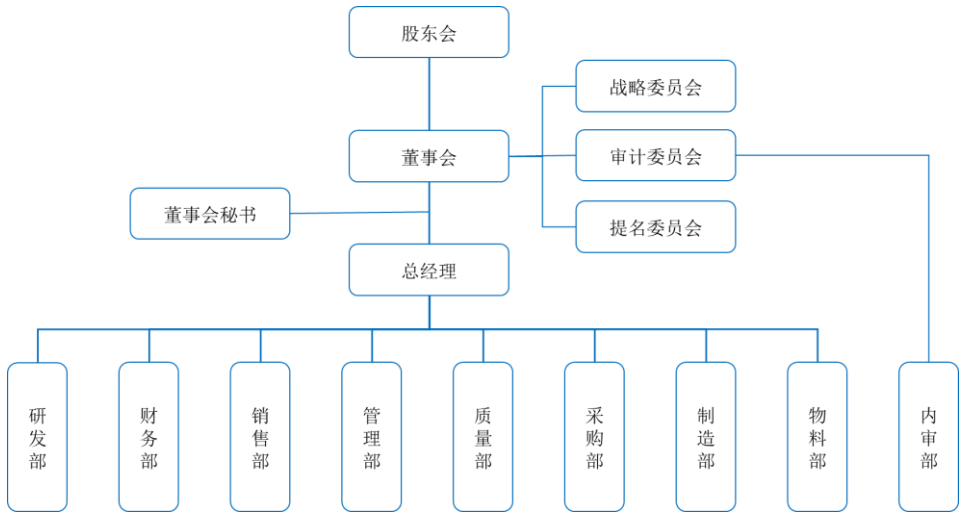 股东会
战略委员会
董事会
审计委员会
董事会秘书
提名委员会
总经理
研发部
财务部
销售部
管理部
质量部
采购部
制造部
物料部
内审部